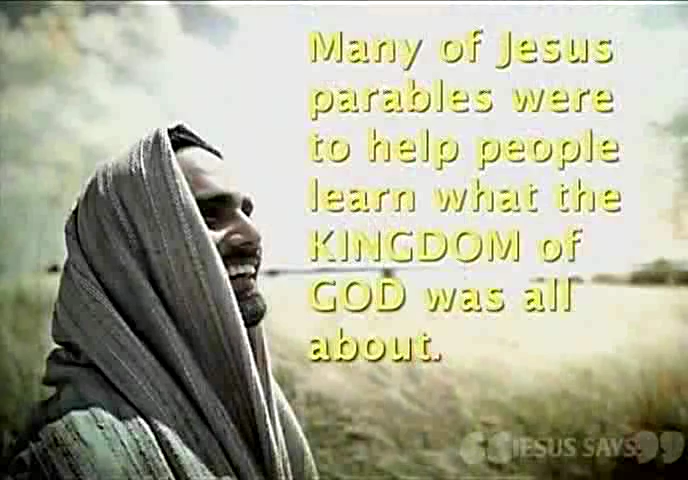 Many of Jesus
parables were
to help people
learn what the
KINGDOM of
GOD was all
about.
JESUS SAYS